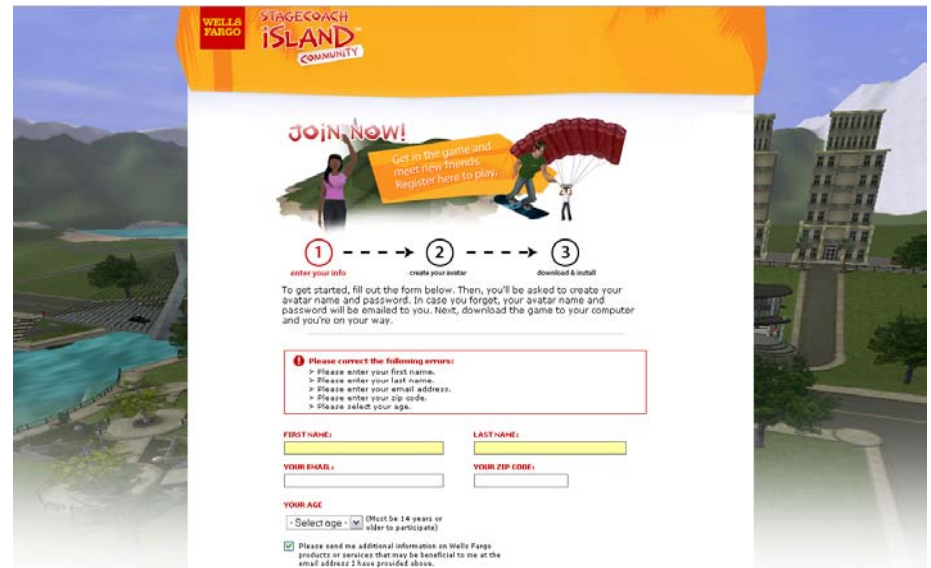 WELLS
FARGO
STAGECOACH
iSLAND™
COMMUNITY
JOiN NOW!
Get in the game and
meet new friends.
Register here to play.
1
2
3
enter your info
create your avatar
download & install
To get started, fill out the form below. Then, you'll be asked to create your
avatar name and password. In case you forget, your avatar name and
password will be emailed to you. Next, download the game to your computer
and you're on your way.
Please correct the following errors:
> Please enter your first name.
> Please enter your last name.
> Please enter your email address.
> Please enter your zip code.
> Please select your age.
FIRST NAME:
LAST NAME:
YOUR EMAIL:
YOUR ZIP CODE:
YOUR AGE
- Select age -
(Must be 14 years or
older to participate)
Please send me additional information on Wells Fargo
products or services that may be beneficial to me at the
email address I have provided above.